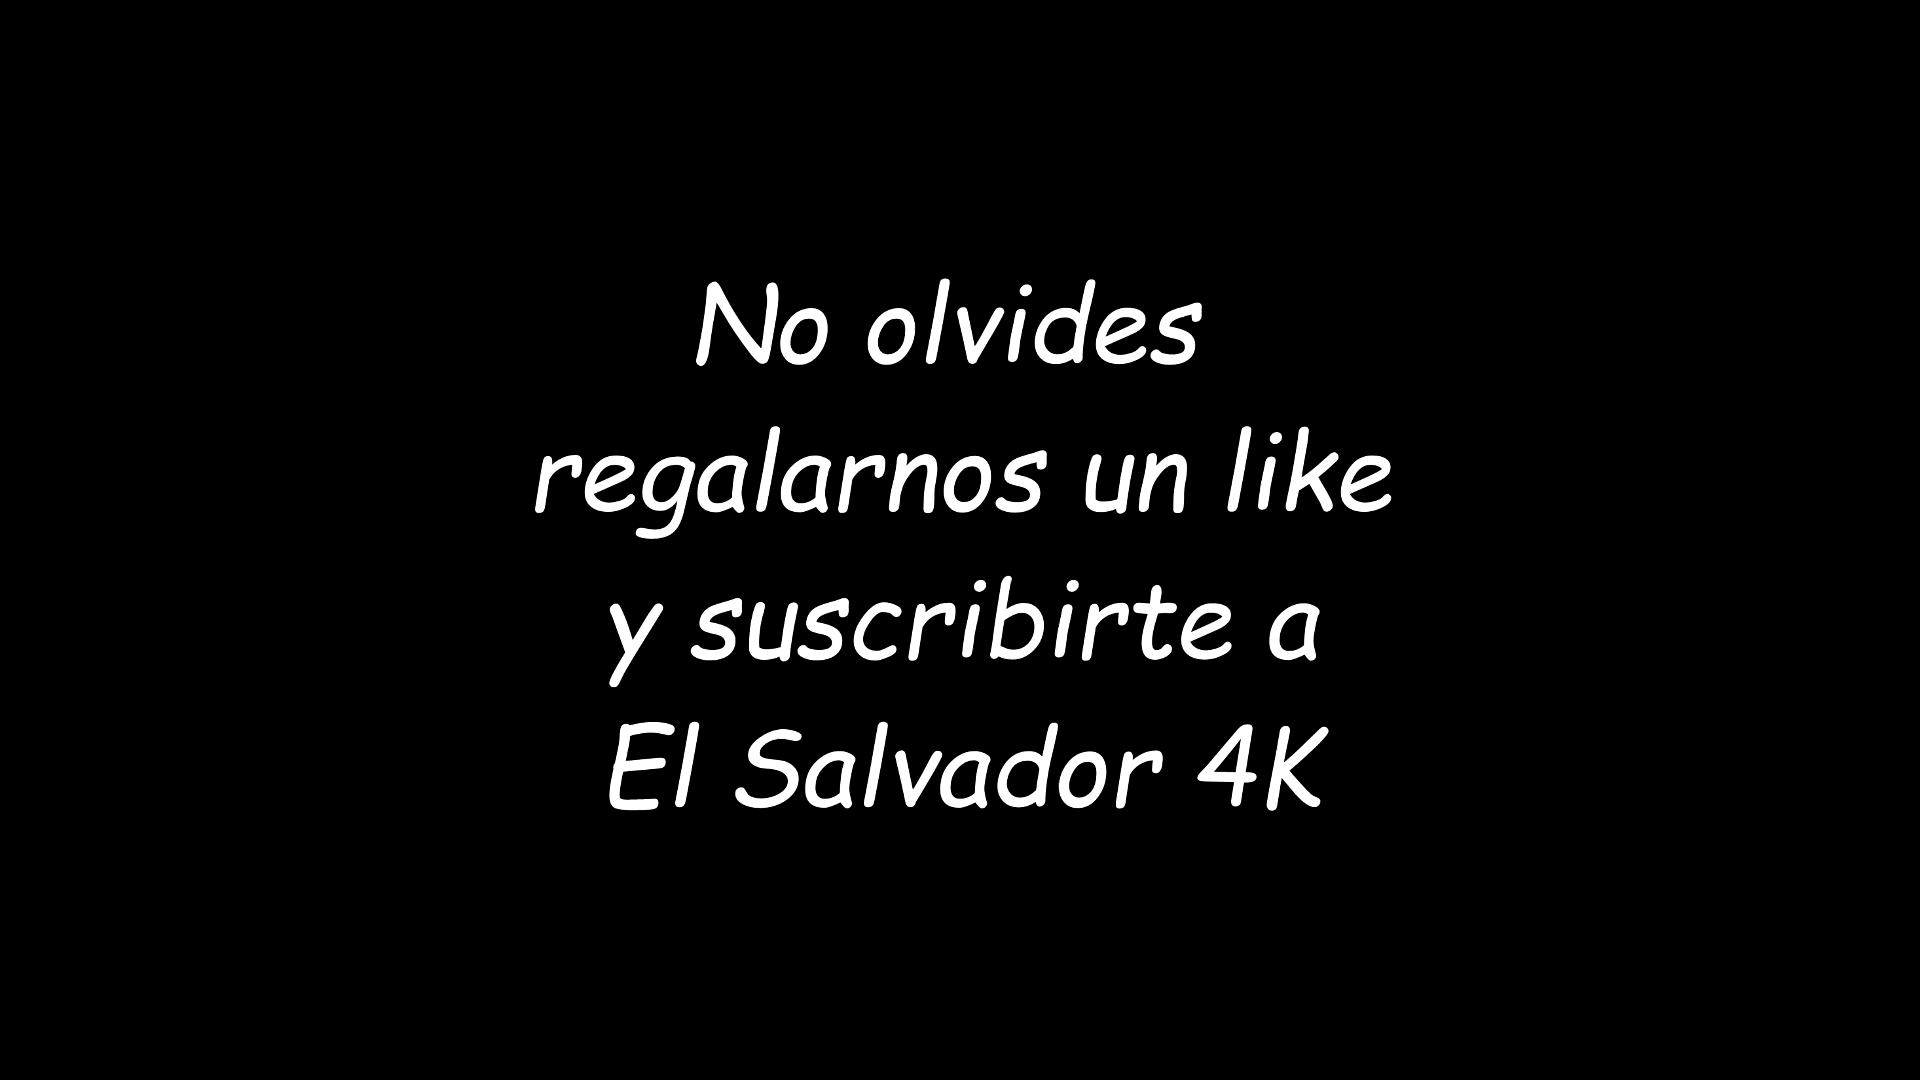 No olvides
regalarnos un like
y suscribirte a
El Salvador 4K